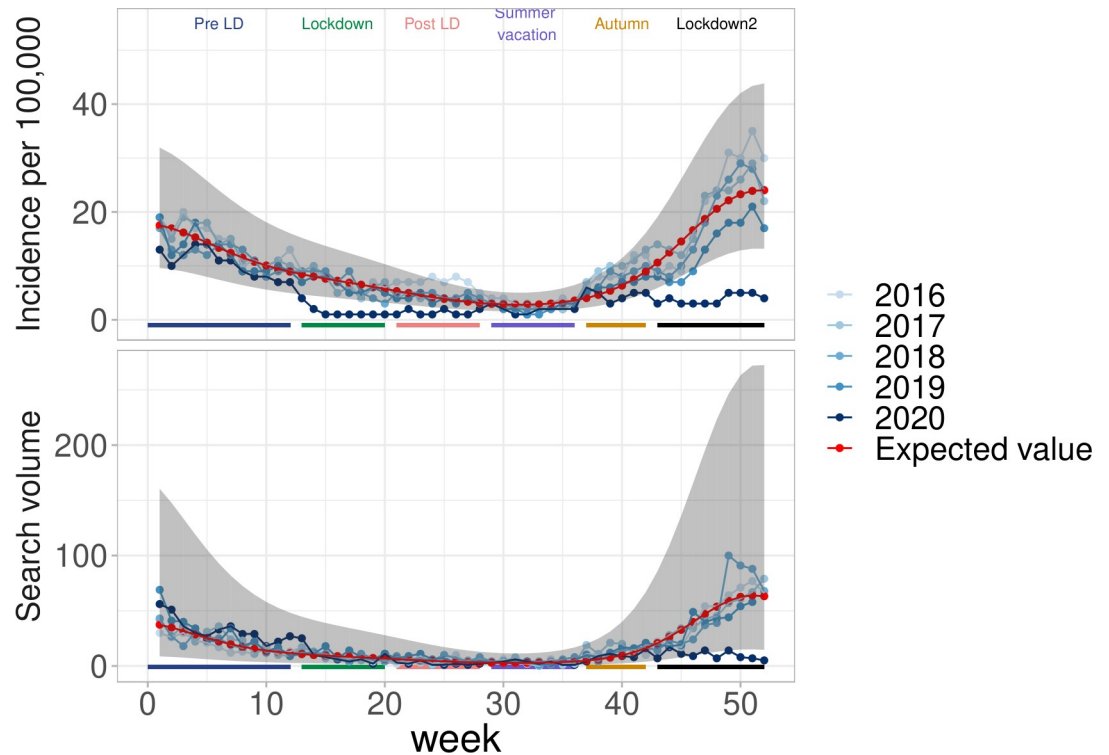 Pre LD
Lockdown
Post LD
Summer
vacation
Autumn
Lockdown2
Incidence per 100,000
40
20
0
Search volume
200
100
0
0 10 20 30 40 50
week
2016
2017
2018
2019
2020
Expected value